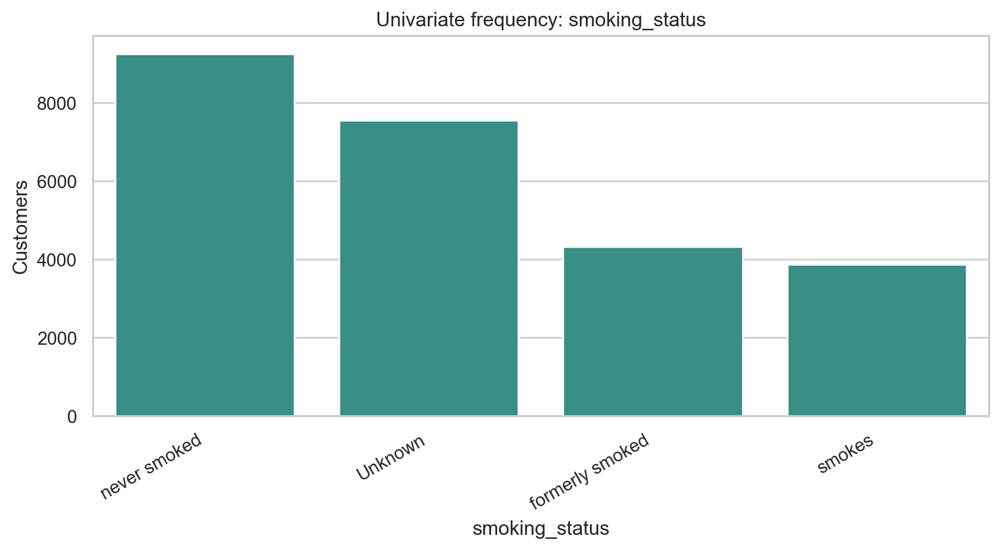 Univariate frequency: smoking_status
Customers
8000
6000
4000
2000
0
never smoked
Unknown
formerly smoked
smokes
smoking_status